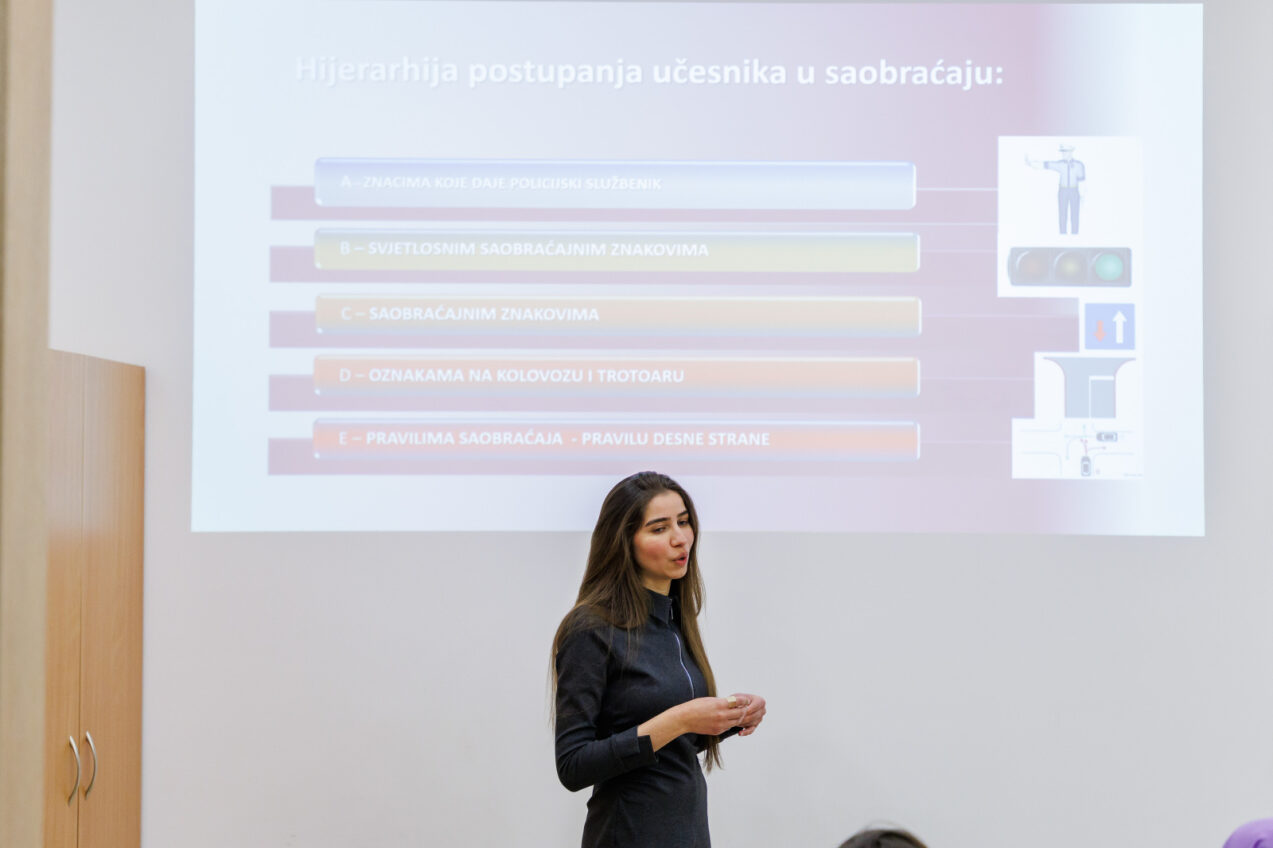 Hijerarhija postupanja učesnika u saobraćaju:
A -ZNACIMA KOJE DAJE POLICIJSKI SLUŽBENIK
B – SVJETLOSNIM SAOBRAĆAJNIM ZNAKOVIMA
C – SAOBRAĆAJNIM ZNAKOVIMA
D – OZNAKAMA NA KOLOVOZU I TROTOARU
E – PRAVILIMA SAOBRAĆAJA - PRAVILU DESNE STRANE